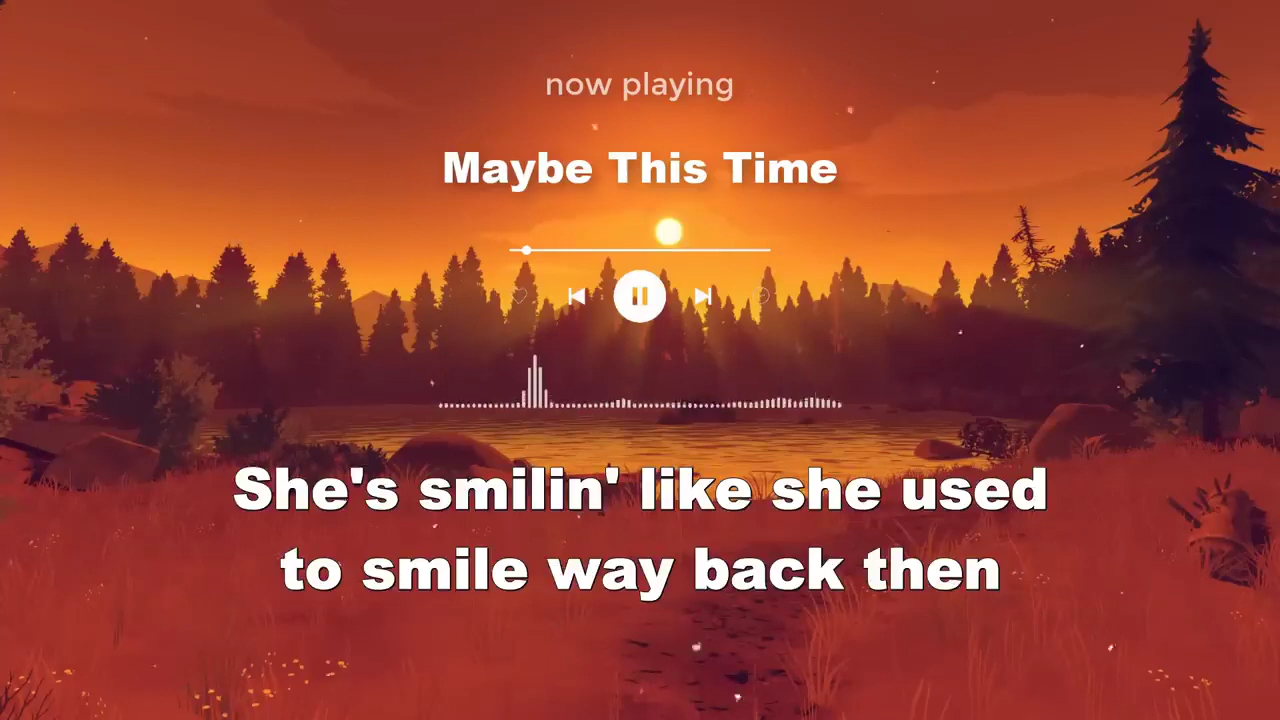 now playing
Maybe This Time
She's smilin' like she used
to smile way back then